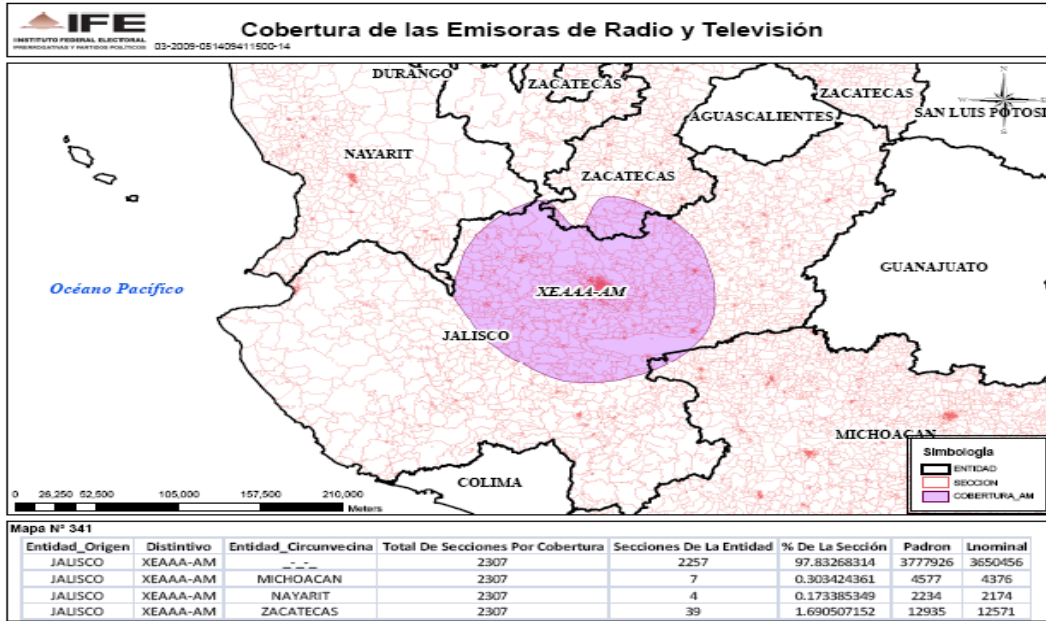 IFE
INSTITUTO FEDERAL ELECTORAL
PRERROGATIVAS Y PARTIDOS POLITICOS
03-2009-051409411500-14
Cobertura de las Emisoras de Radio y Televisión
DURANGO
ZACATECAS
ZACATECAS
N
W
E
S
SAN LUIS POTOSI
AGUASCALIENTES
NAYARIT
ZACATECAS
GUANAJUATO
Océano Pacífico
XEAAA-AM
JALISCO
MICHOACAN
COLIMA
Simbología
ENTIDAD
SECCION
COBERTURA_AM
0 26,250 52,500 105,000 157,500 210,000
Meters
Mapa N° 341
Entidad_Origen Distintivo Entidad_Circunvecina Total De Secciones Por Cobertura Secciones De La Entidad % De La Sección Padron Lnominal
JALISCO XEAAA-AM _-_-_ 2307 2257 97.83268314 3777926 3650456
JALISCO XEAAA-AM MICHOACAN 2307 7 0.303424361 4577 4376
JALISCO XEAAA-AM NAYARIT 2307 4 0.173385349 2234 2174
JALISCO XEAAA-AM ZACATECAS 2307 39 1.690507152 12935 12571